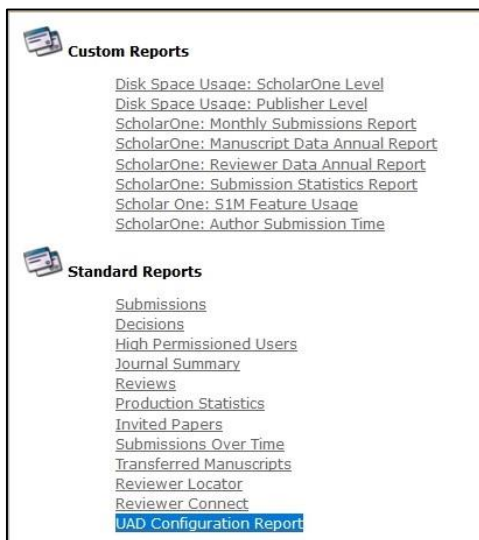 Custom Reports
Disk Space Usage: ScholarOne Level
Disk Space Usage: Publisher Level
ScholarOne: Monthly Submissions Report
ScholarOne: Manuscript Data Annual Report
ScholarOne: Reviewer Data Annual Report
ScholarOne: Submission Statistics Report
Scholar One: S1M Feature Usage
ScholarOne: Author Submission Time
Standard Reports
Submissions
Decisions
High Permissioned Users
Journal Summary
Reviews
Production Statistics
Invited Papers
Submissions Over Time
Transferred Manuscripts
Reviewer Locator
Reviewer Connect
UAD Configuration Report